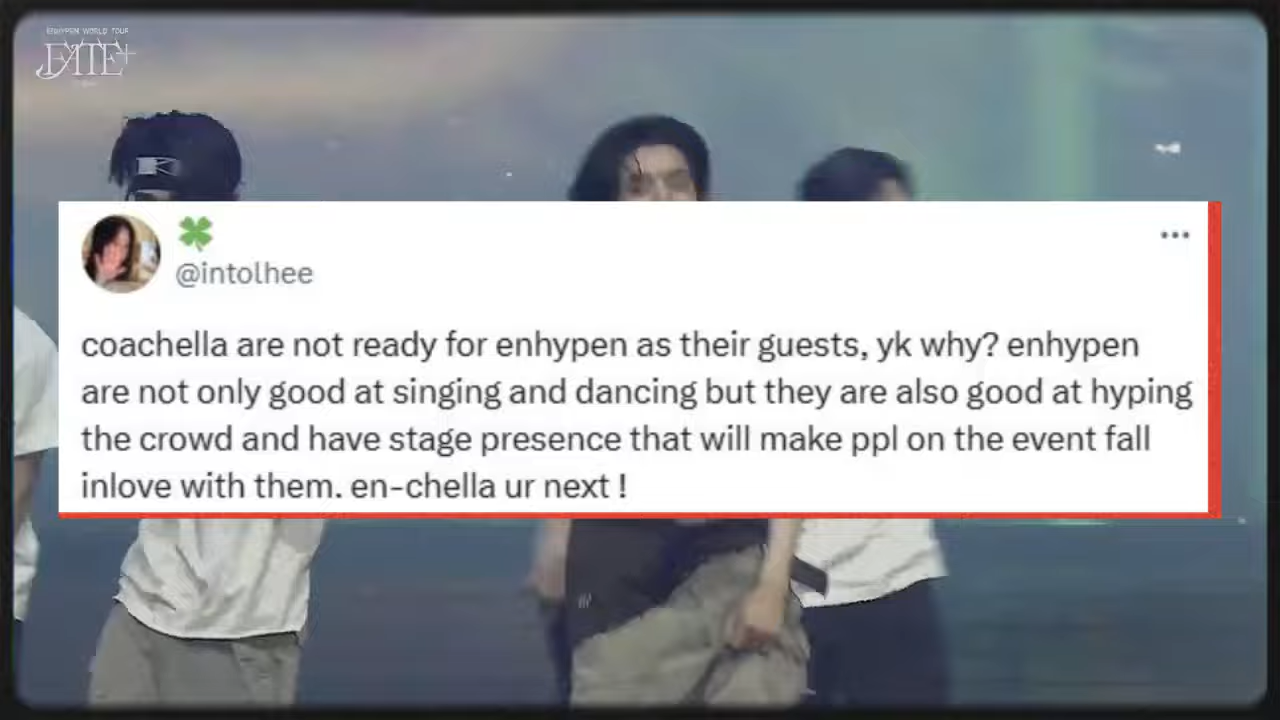 ENHYPEN WORLD TOUR
FATE+
@intolhee
coachella are not ready for enhypen as their guests, yk why? enhypen
are not only good at singing and dancing but they are also good at hyping
the crowd and have stage presence that will make ppl on the event fall
inlove with them. en-chella ur next !